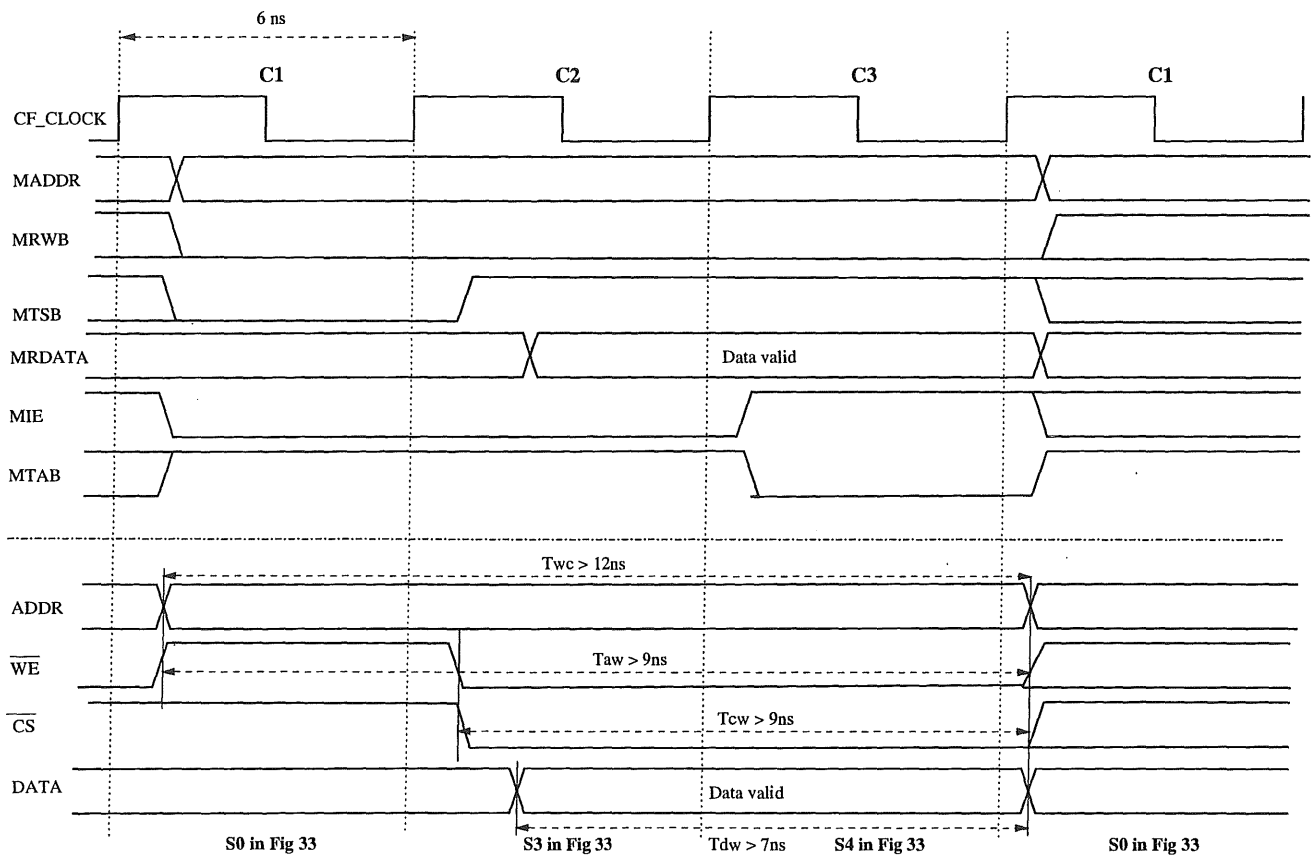 6 ns
C1 C2 C3 C1
CF_CLOCK
MADDR
MRWB
MTSB
MRDATA Data valid
MIE
MTAB
Twc > 12ns
ADDR
WE Taw > 9ns
CS Tcw > 9ns
DATA Data valid
S0 in Fig 33 S3 in Fig 33 Tdw > 7ns S4 in Fig 33 S0 in Fig 33